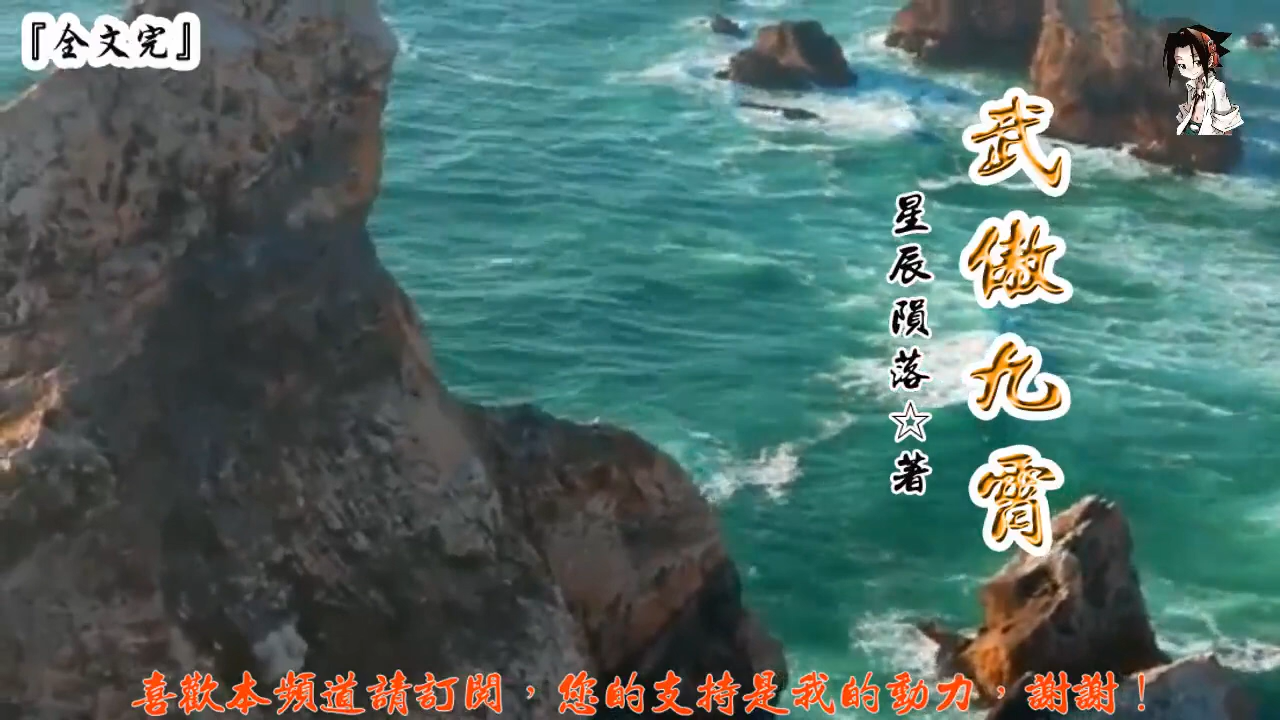 『全文完』
武傲九霄
星辰隕落☆著
喜歡本頻道請訂閱，您的支持是我的動力，謝謝！